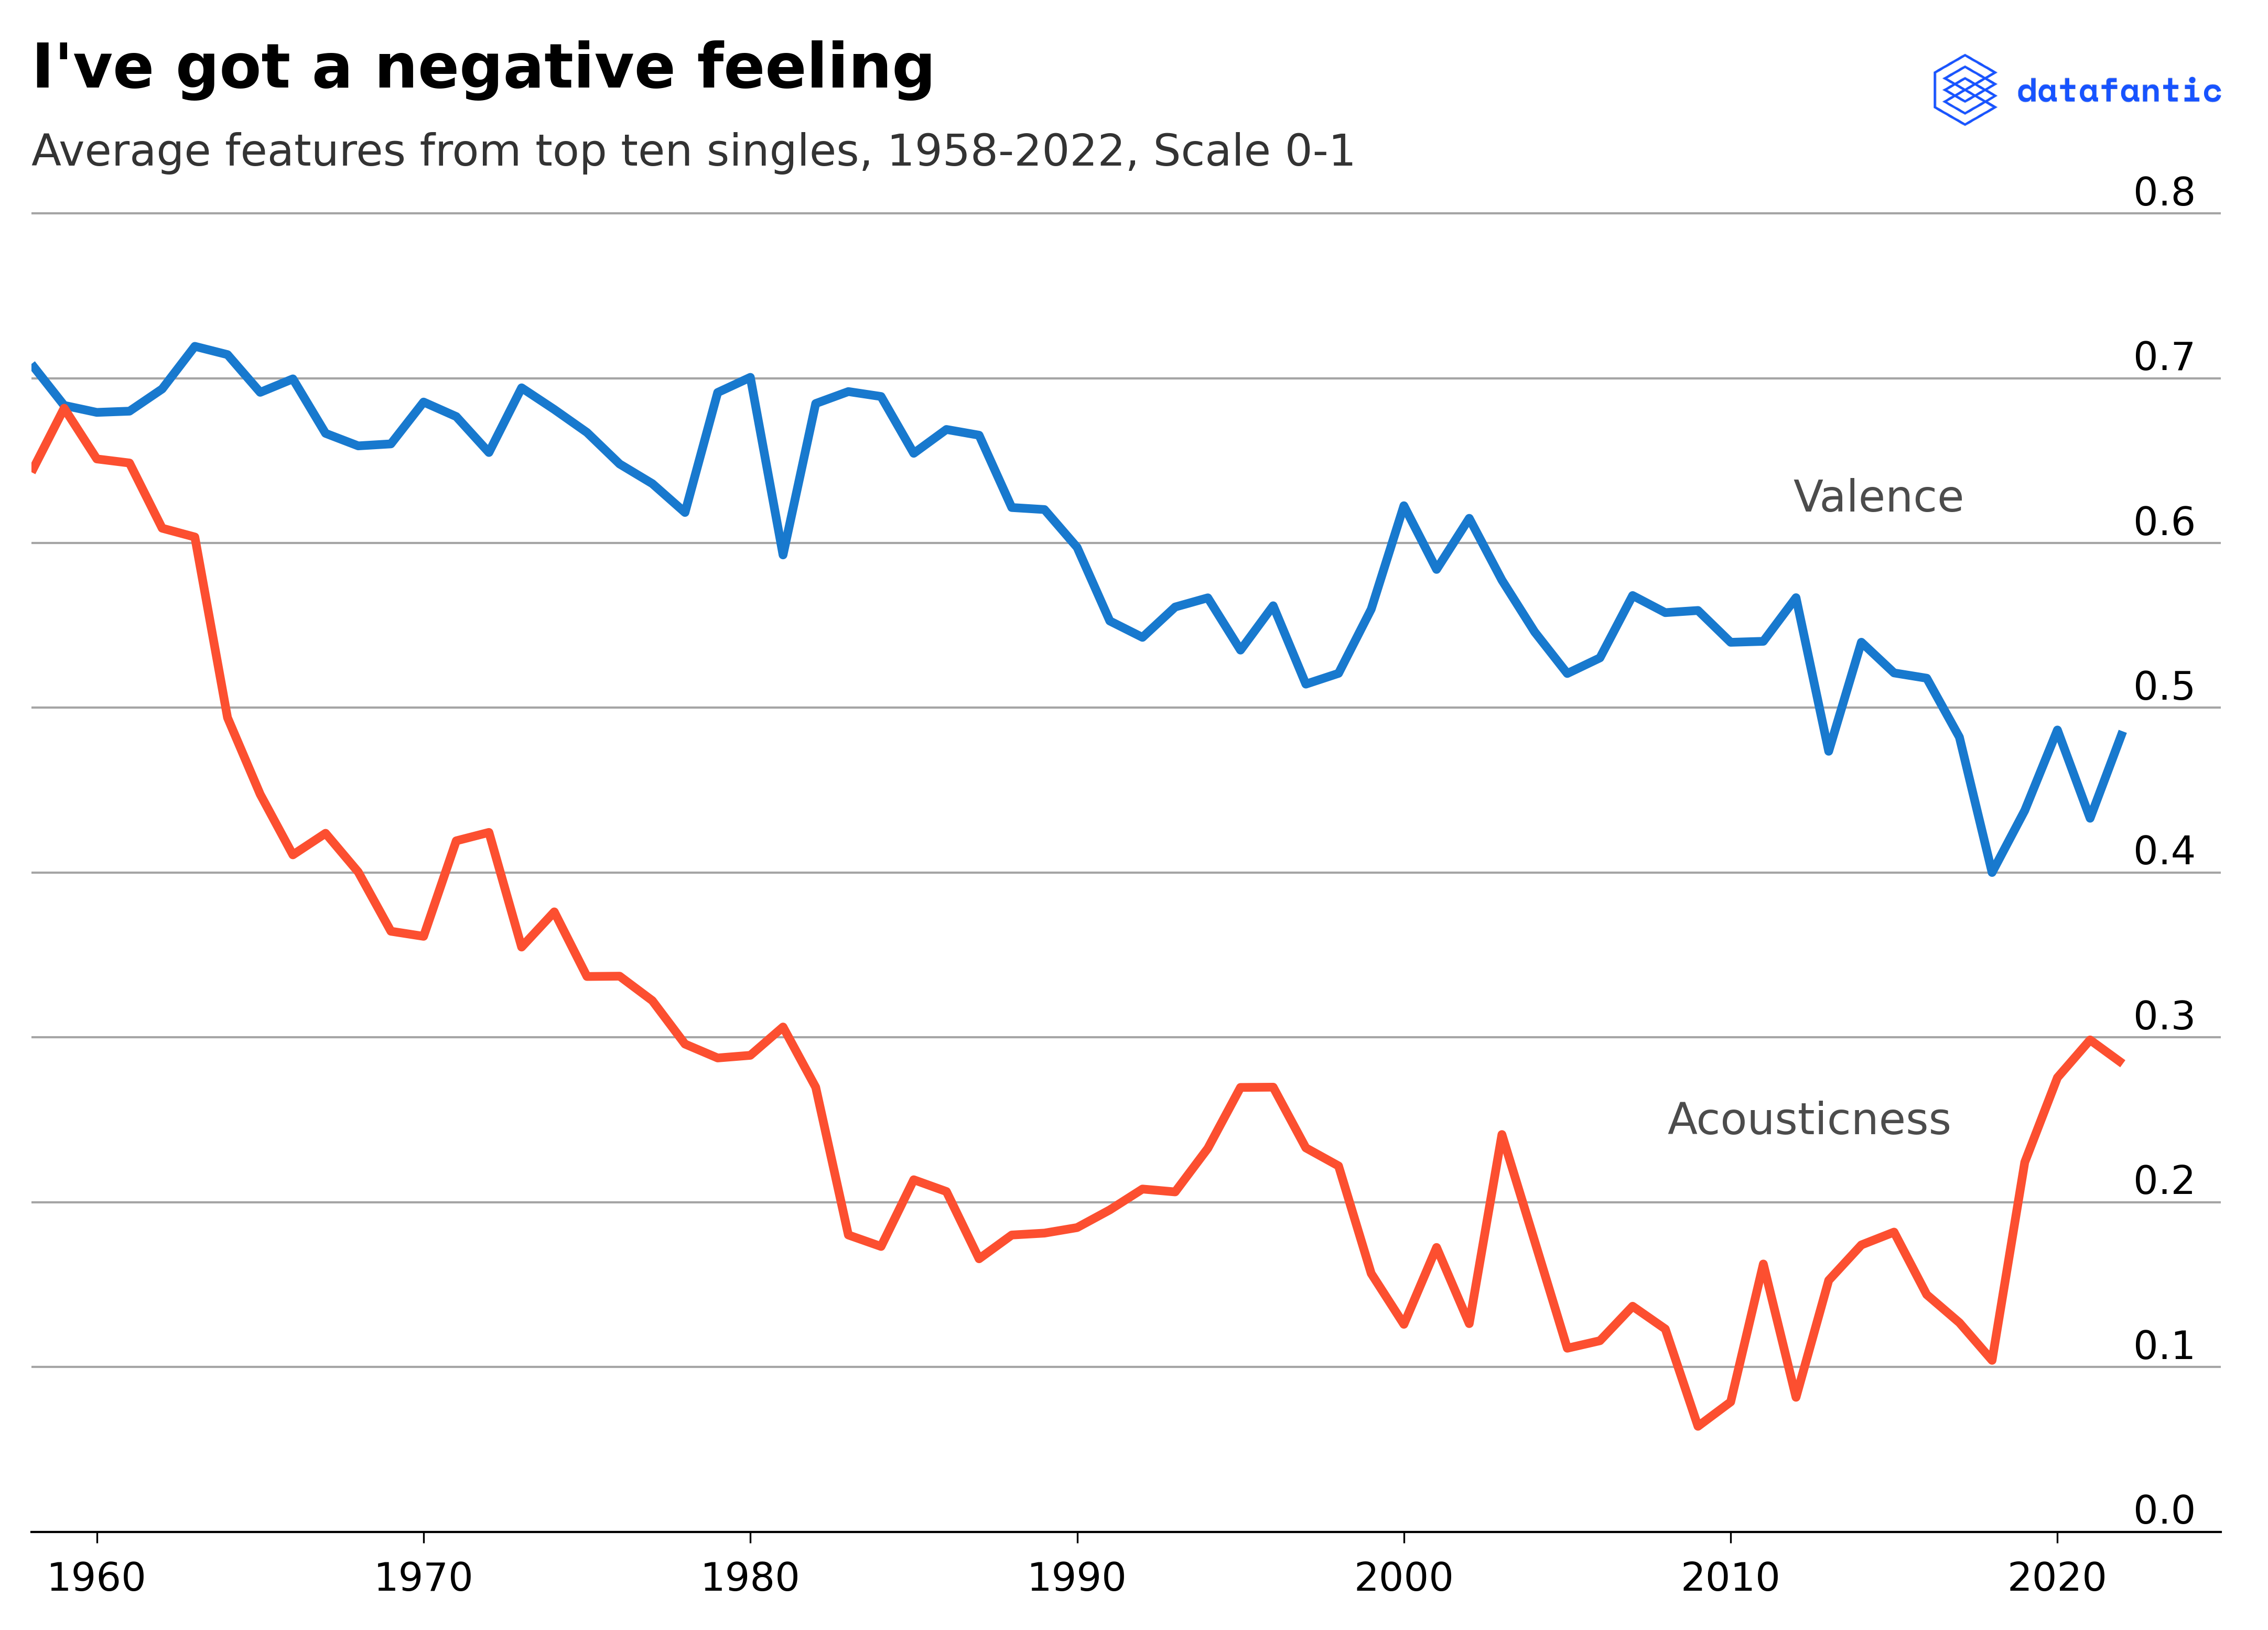 I've got a negative feeling
datafantic
Average features from top ten singles, 1958-2022, Scale 0-1
0.8
0.7
Valence
0.6
0.5
0.4
0.3
Acousticness
0.2
0.1
0.0
1960 1970 1980 1990 2000 2010 2020